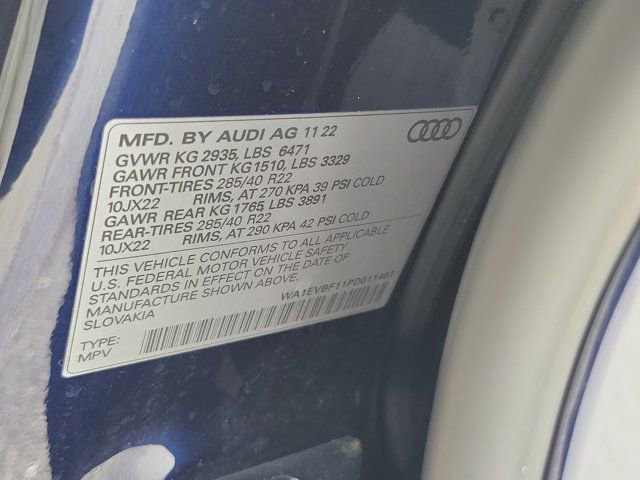 MFD. BY AUDI AG 11 22
GVWR KG 2935, LBS 6471
GAWR FRONT KG 1510, LBS 3329
FRONT-TIRES 285/40 R22
10JX22 RIMS, AT 270 KPA 39 PSI COLD
GAWR REAR KG 1765, LBS 3891
REAR-TIRES 285/40 R22
10JX22 RIMS, AT 290 KPA 42 PSI COLD
THIS VEHICLE CONFORMS TO ALL APPLICABLE
U.S. FEDERAL MOTOR VEHICLE SAFETY
STANDARDS IN EFFECT ON THE DATE OF
MANUFACTURE SHOWN ABOVE.
SLOVAKIA WA1EVBF11PD011461
TYPE:
MPV